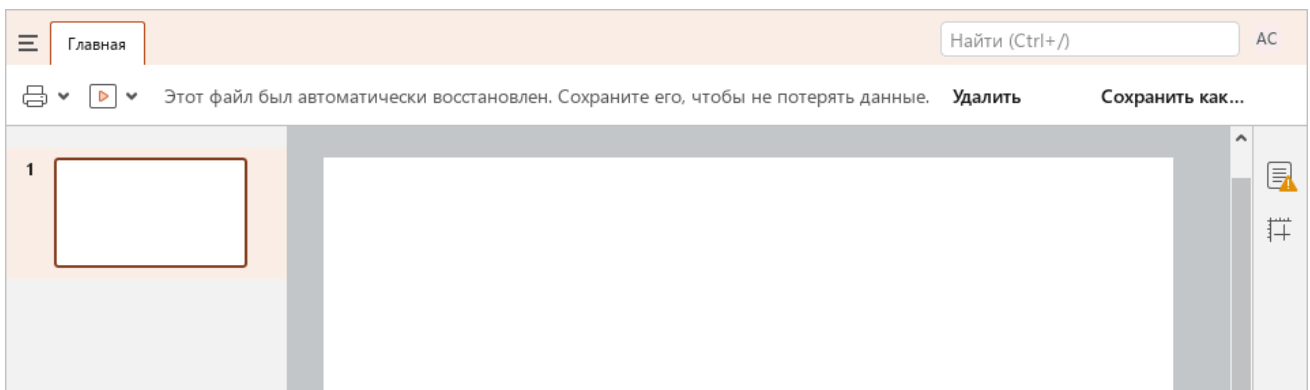 Главная
Найти (Ctrl+/)
АС
Этот файл был автоматически восстановлен. Сохраните его, чтобы не потерять данные. Удалить Сохранить как...
1